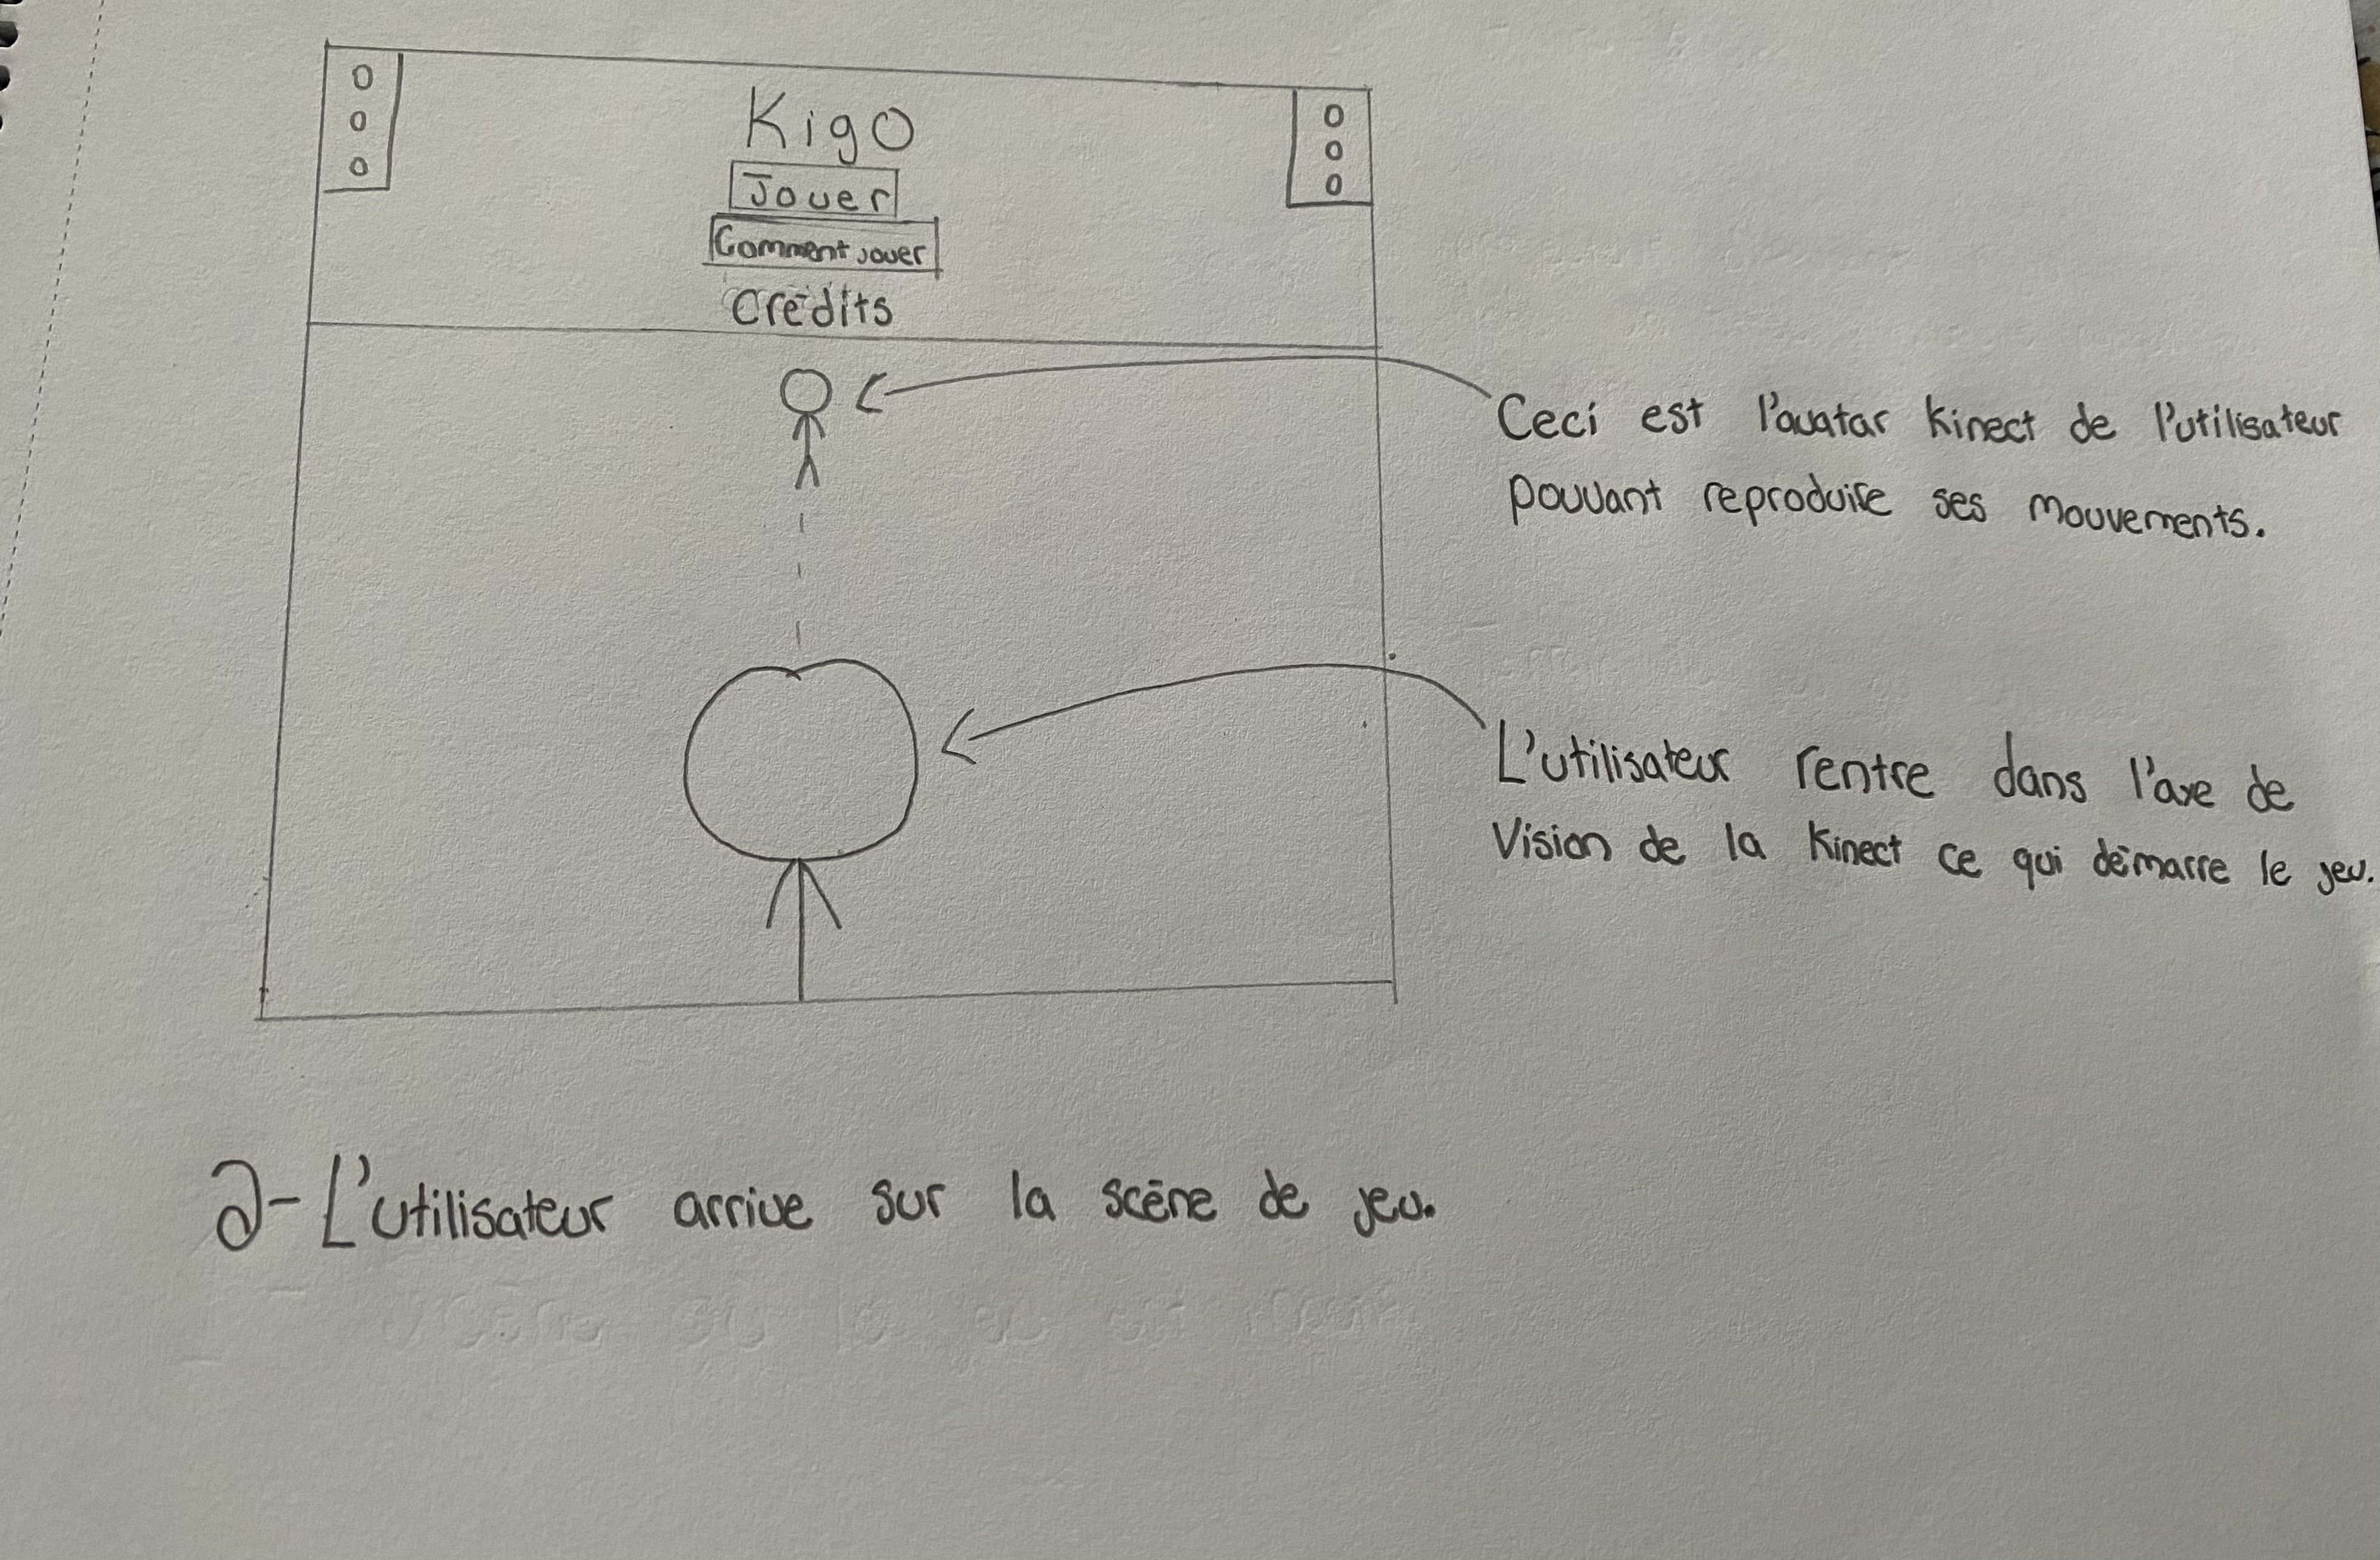 Kigo
Jouer
Comment jouer
Crédits
Ceci est l'avatar Kinect de l'utilisateur
pouvant reproduire ses mouvements.
L'utilisateur rentre dans l'axe de
Vision de la Kinect ce qui démarre le jeu.
2- L'utilisateur arrive sur la scène de jeu.